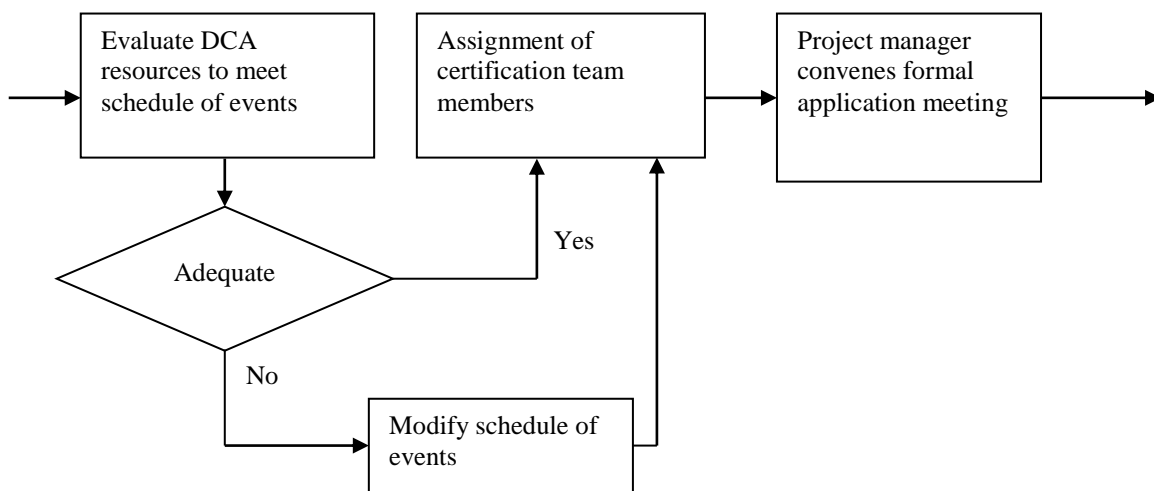 Evaluate DCA
resources to meet
schedule of events
Assignment of
certification team
members
Project manager
convenes formal
application meeting
Adequate
Yes
No
Modify schedule of
events